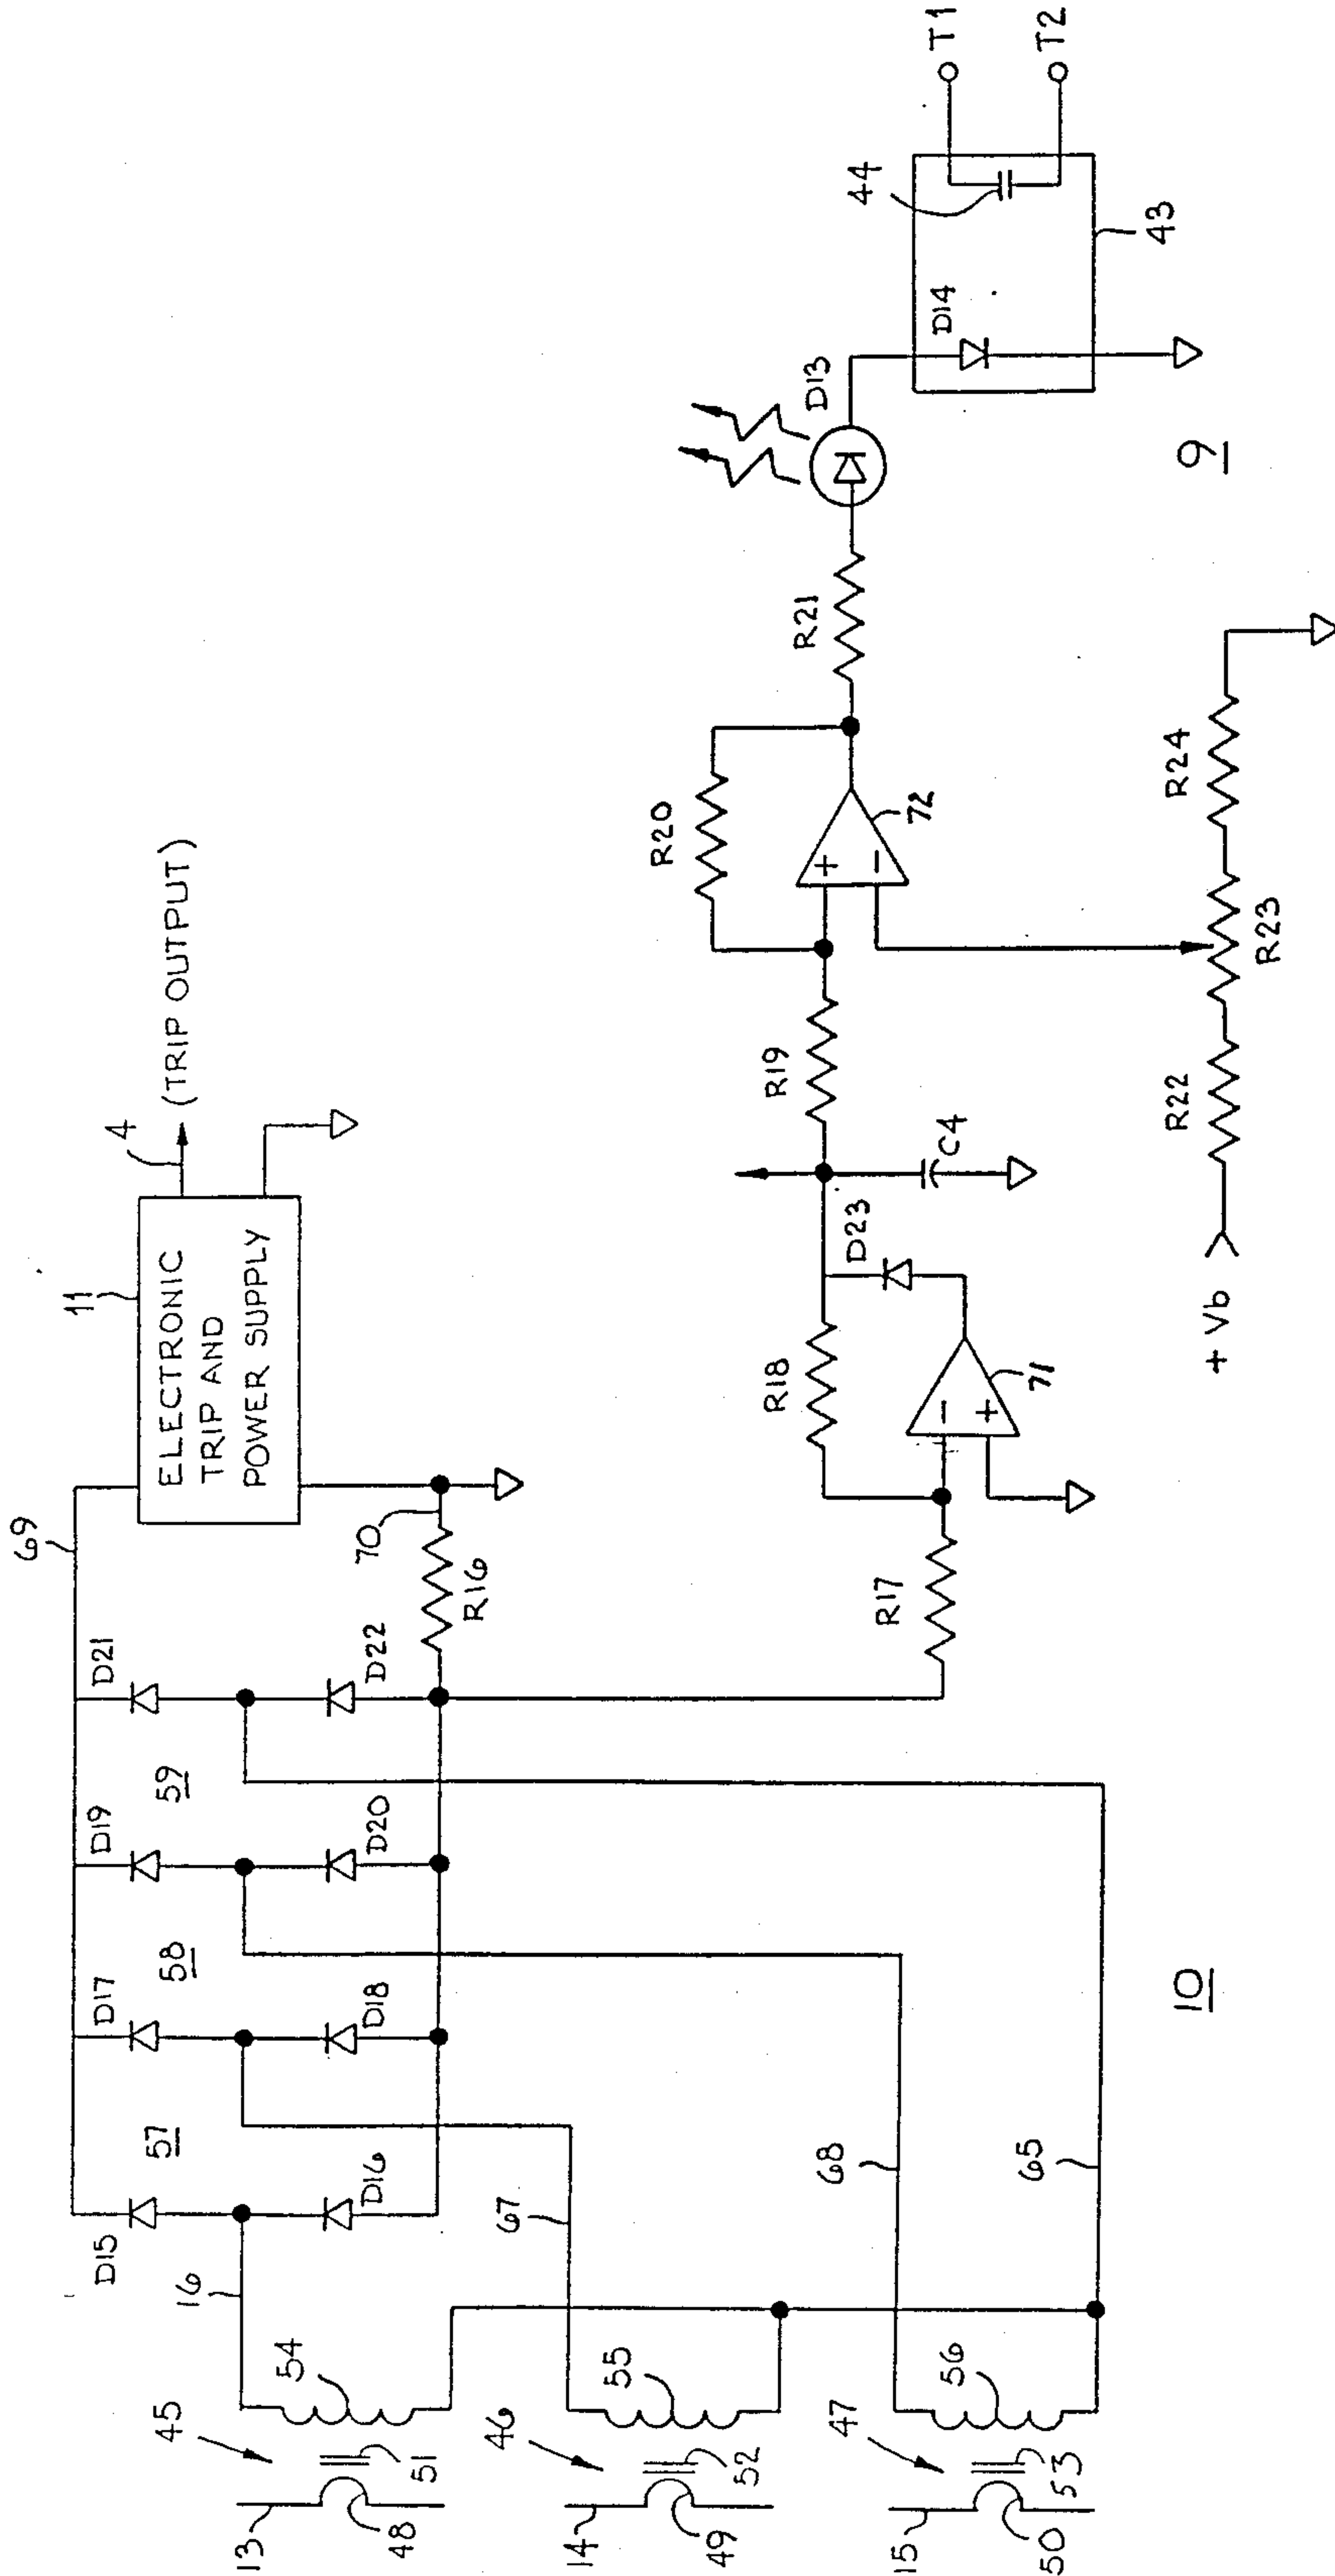 69
11
4
(TRIP OUTPUT)
ELECTRONIC
TRIP AND
POWER SUPPLY
D15
D17
D19
D21
57
58
59
16
D16
D18
D20
D22
70
R16
45
13
54
51
48
46
14
67
55
52
49
47
15
68
56
53
50
65
10
R17
R18
D23
71
C4
R19
R20
+
−
72
R21
D13
D14
44
43
T1
T2
−
+
+ Vb
R22
R23
R24
9